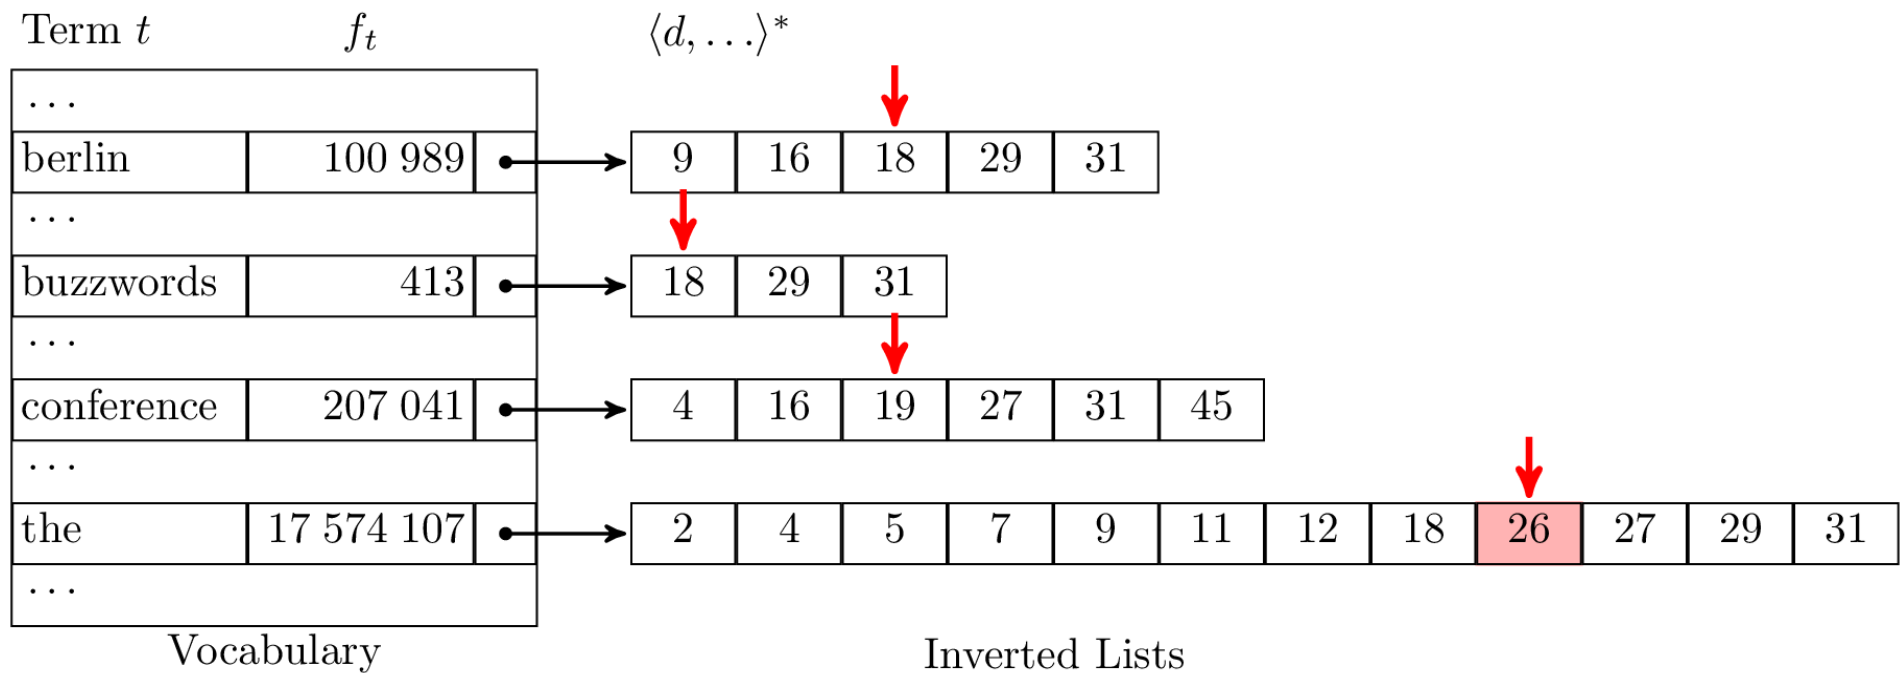 Term t f_t ⟨d, ...⟩*
...
berlin 100 989 9 16 18 29 31
...
buzzwords 413 18 29 31
...
conference 207 041 4 16 19 27 31 45
...
the 17 574 107 2 4 5 7 9 11 12 18 26 27 29 31
...
Vocabulary Inverted Lists